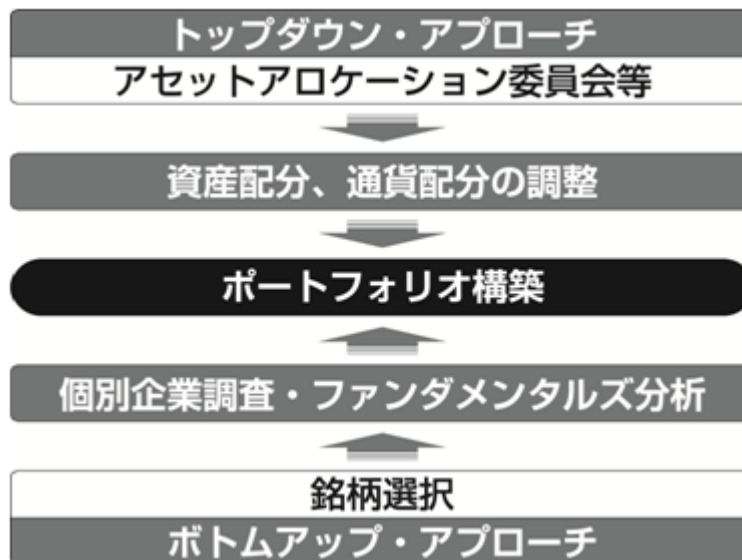 トップダウン・アプローチ
アセットアロケーション委員会等
資産配分、通貨配分の調整
ポートフォリオ構築
個別企業調査・ファンダメンタルズ分析
銘柄選択
ボトムアップ・アプローチ